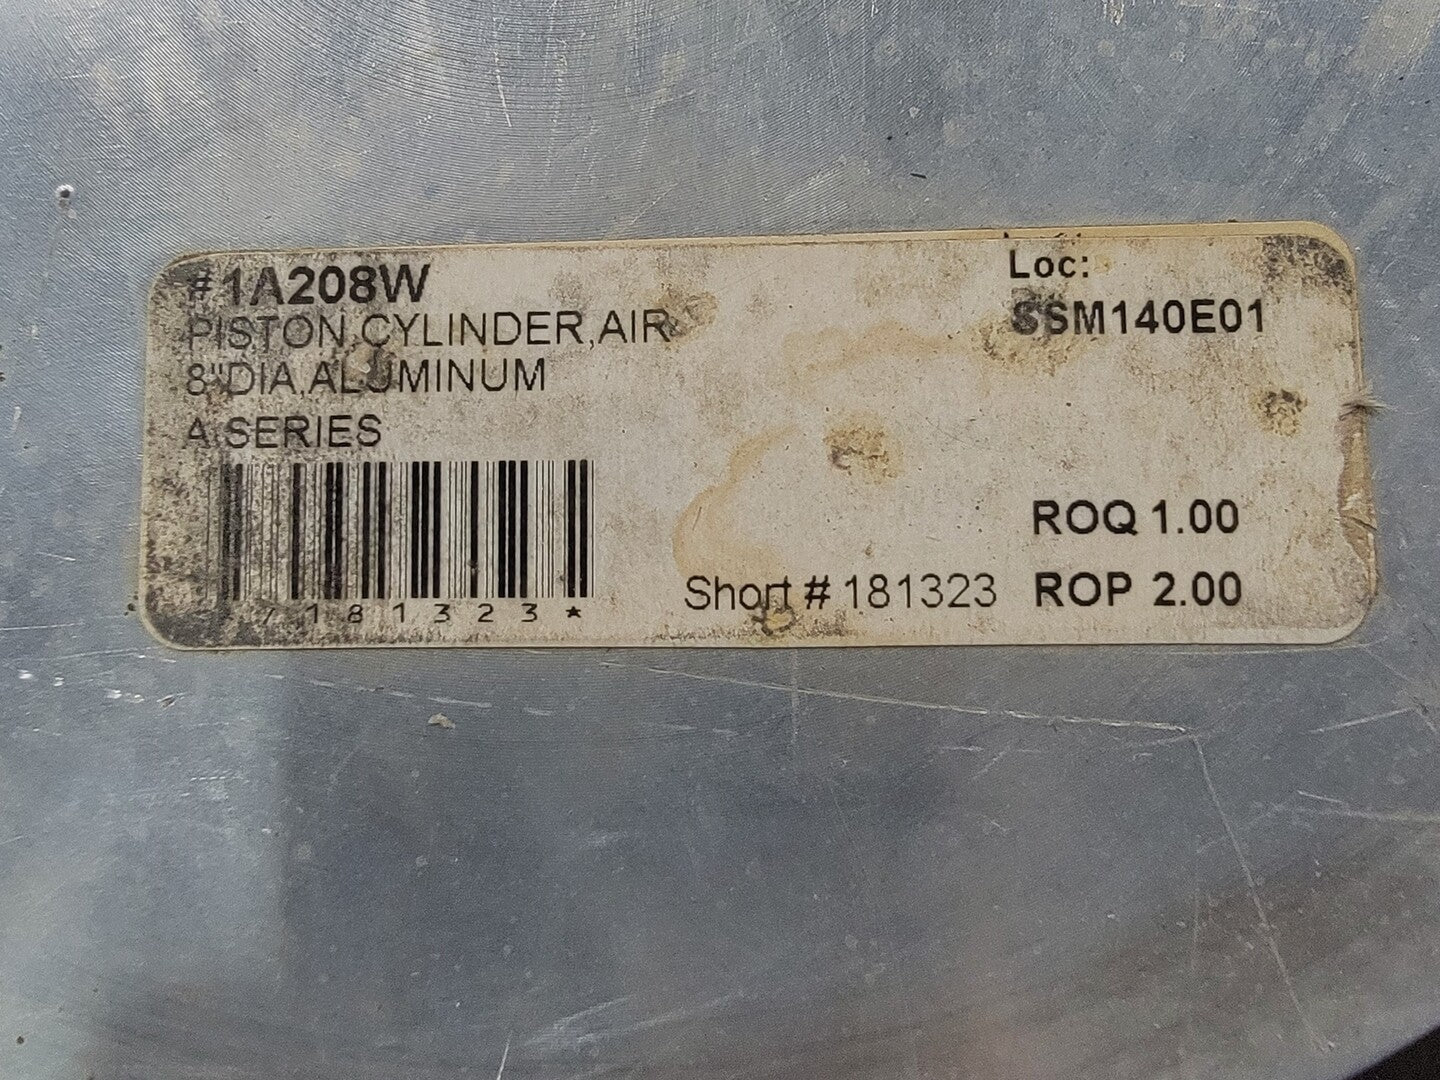 #1A208W
PISTON,CYLINDER,AIR
8"DIA,ALUMINUM
A SERIES
/181323*
Loc:
SSM140E01
ROQ 1.00
Short # 181323 ROP 2.00